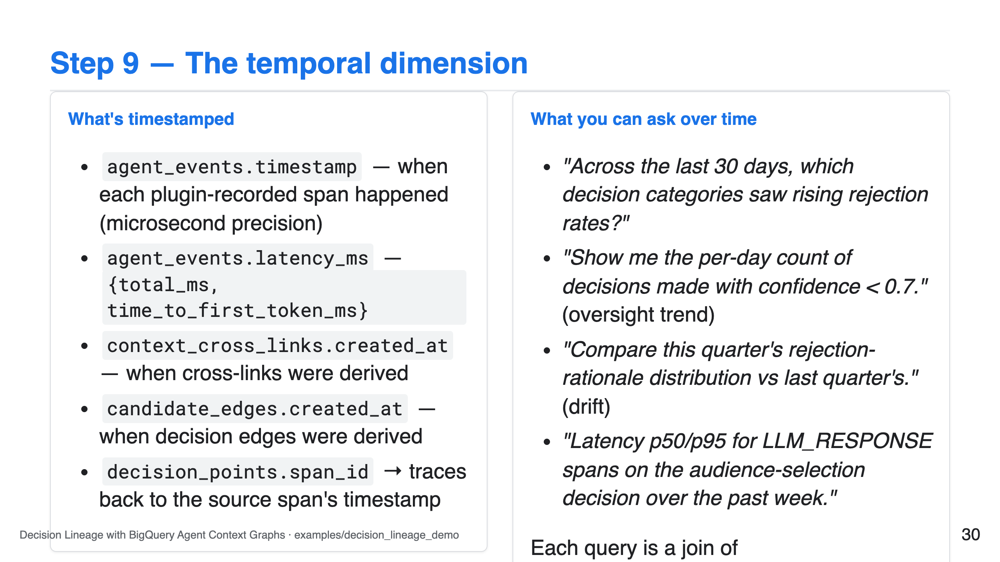 Step 9 — The temporal dimension
What's timestamped
• agent_events.timestamp — when
each plugin-recorded span happened
(microsecond precision)
• agent_events.latency_ms —
{total_ms,
time_to_first_token_ms}
• context_cross_links.created_at
— when cross-links were derived
• candidate_edges.created_at —
when decision edges were derived
• decision_points.span_id → traces
back to the source span's timestamp
What you can ask over time
• "Across the last 30 days, which
decision categories saw rising rejection
rates?"
• "Show me the per-day count of
decisions made with confidence < 0.7."
(oversight trend)
• "Compare this quarter's rejection-
rationale distribution vs last quarter's."
(drift)
• "Latency p50/p95 for LLM_RESPONSE
spans on the audience-selection
decision over the past week."
Each query is a join of
Decision Lineage with BigQuery Agent Context Graphs · examples/decision_lineage_demo
30